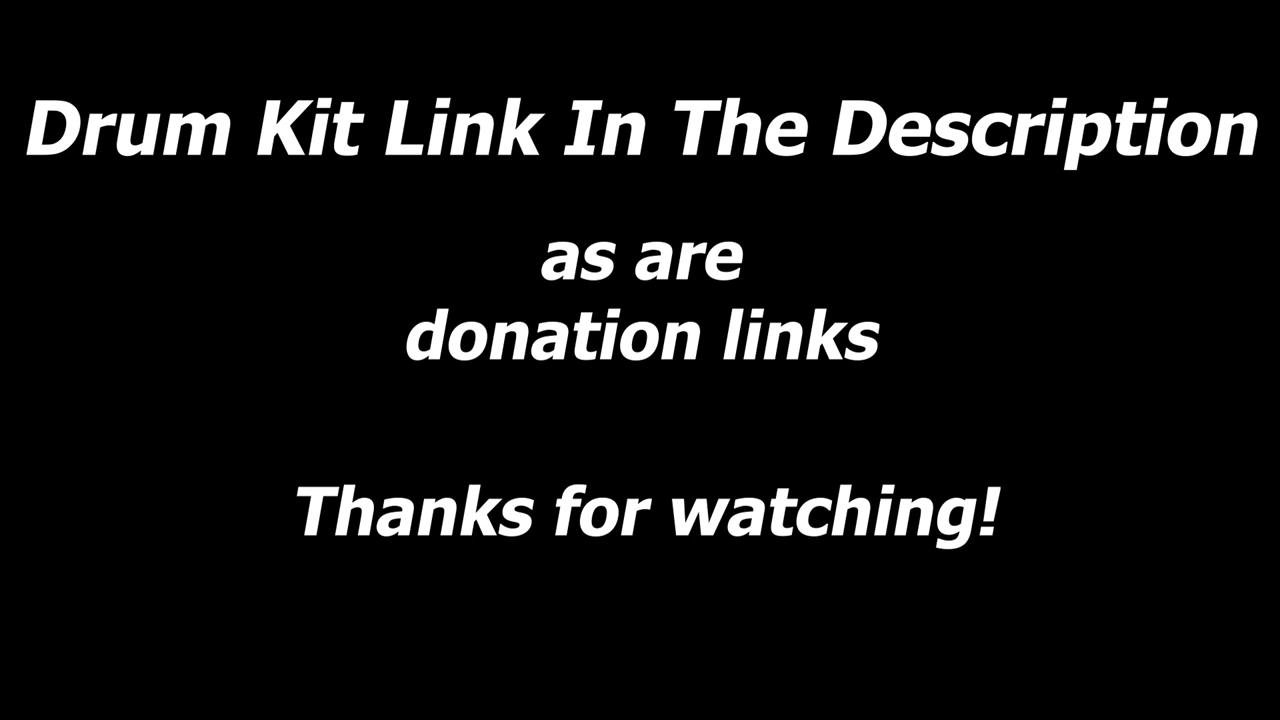 Drum Kit Link In The Description
as are
donation links
Thanks for watching!